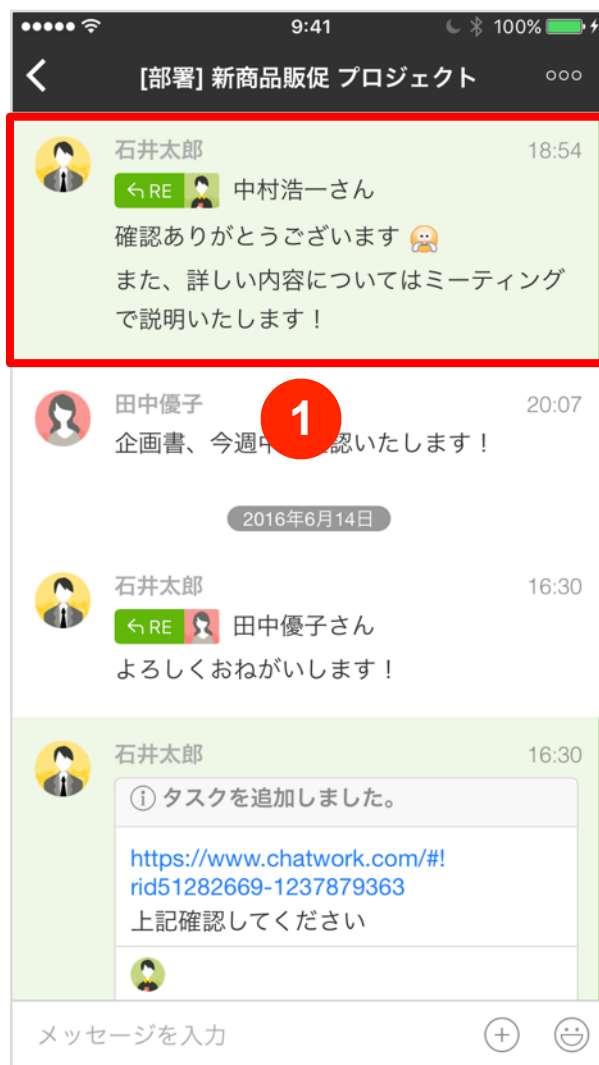 9:41 100%
[部署] 新商品販促 プロジェクト
石井太郎 18:54
RE 中村浩一さん
確認ありがとうございます
また、詳しい内容についてはミーティング
で説明いたします！
田中優子 20:07
1
企画書、今週中 認いたします！
2016年6月14日
石井太郎 16:30
RE 田中優子さん
よろしくおねがいします！
石井太郎 16:30
タスクを追加しました。
https://www.chatwork.com/#!
rid51282669-1237879363
上記確認してください
メッセージを入力